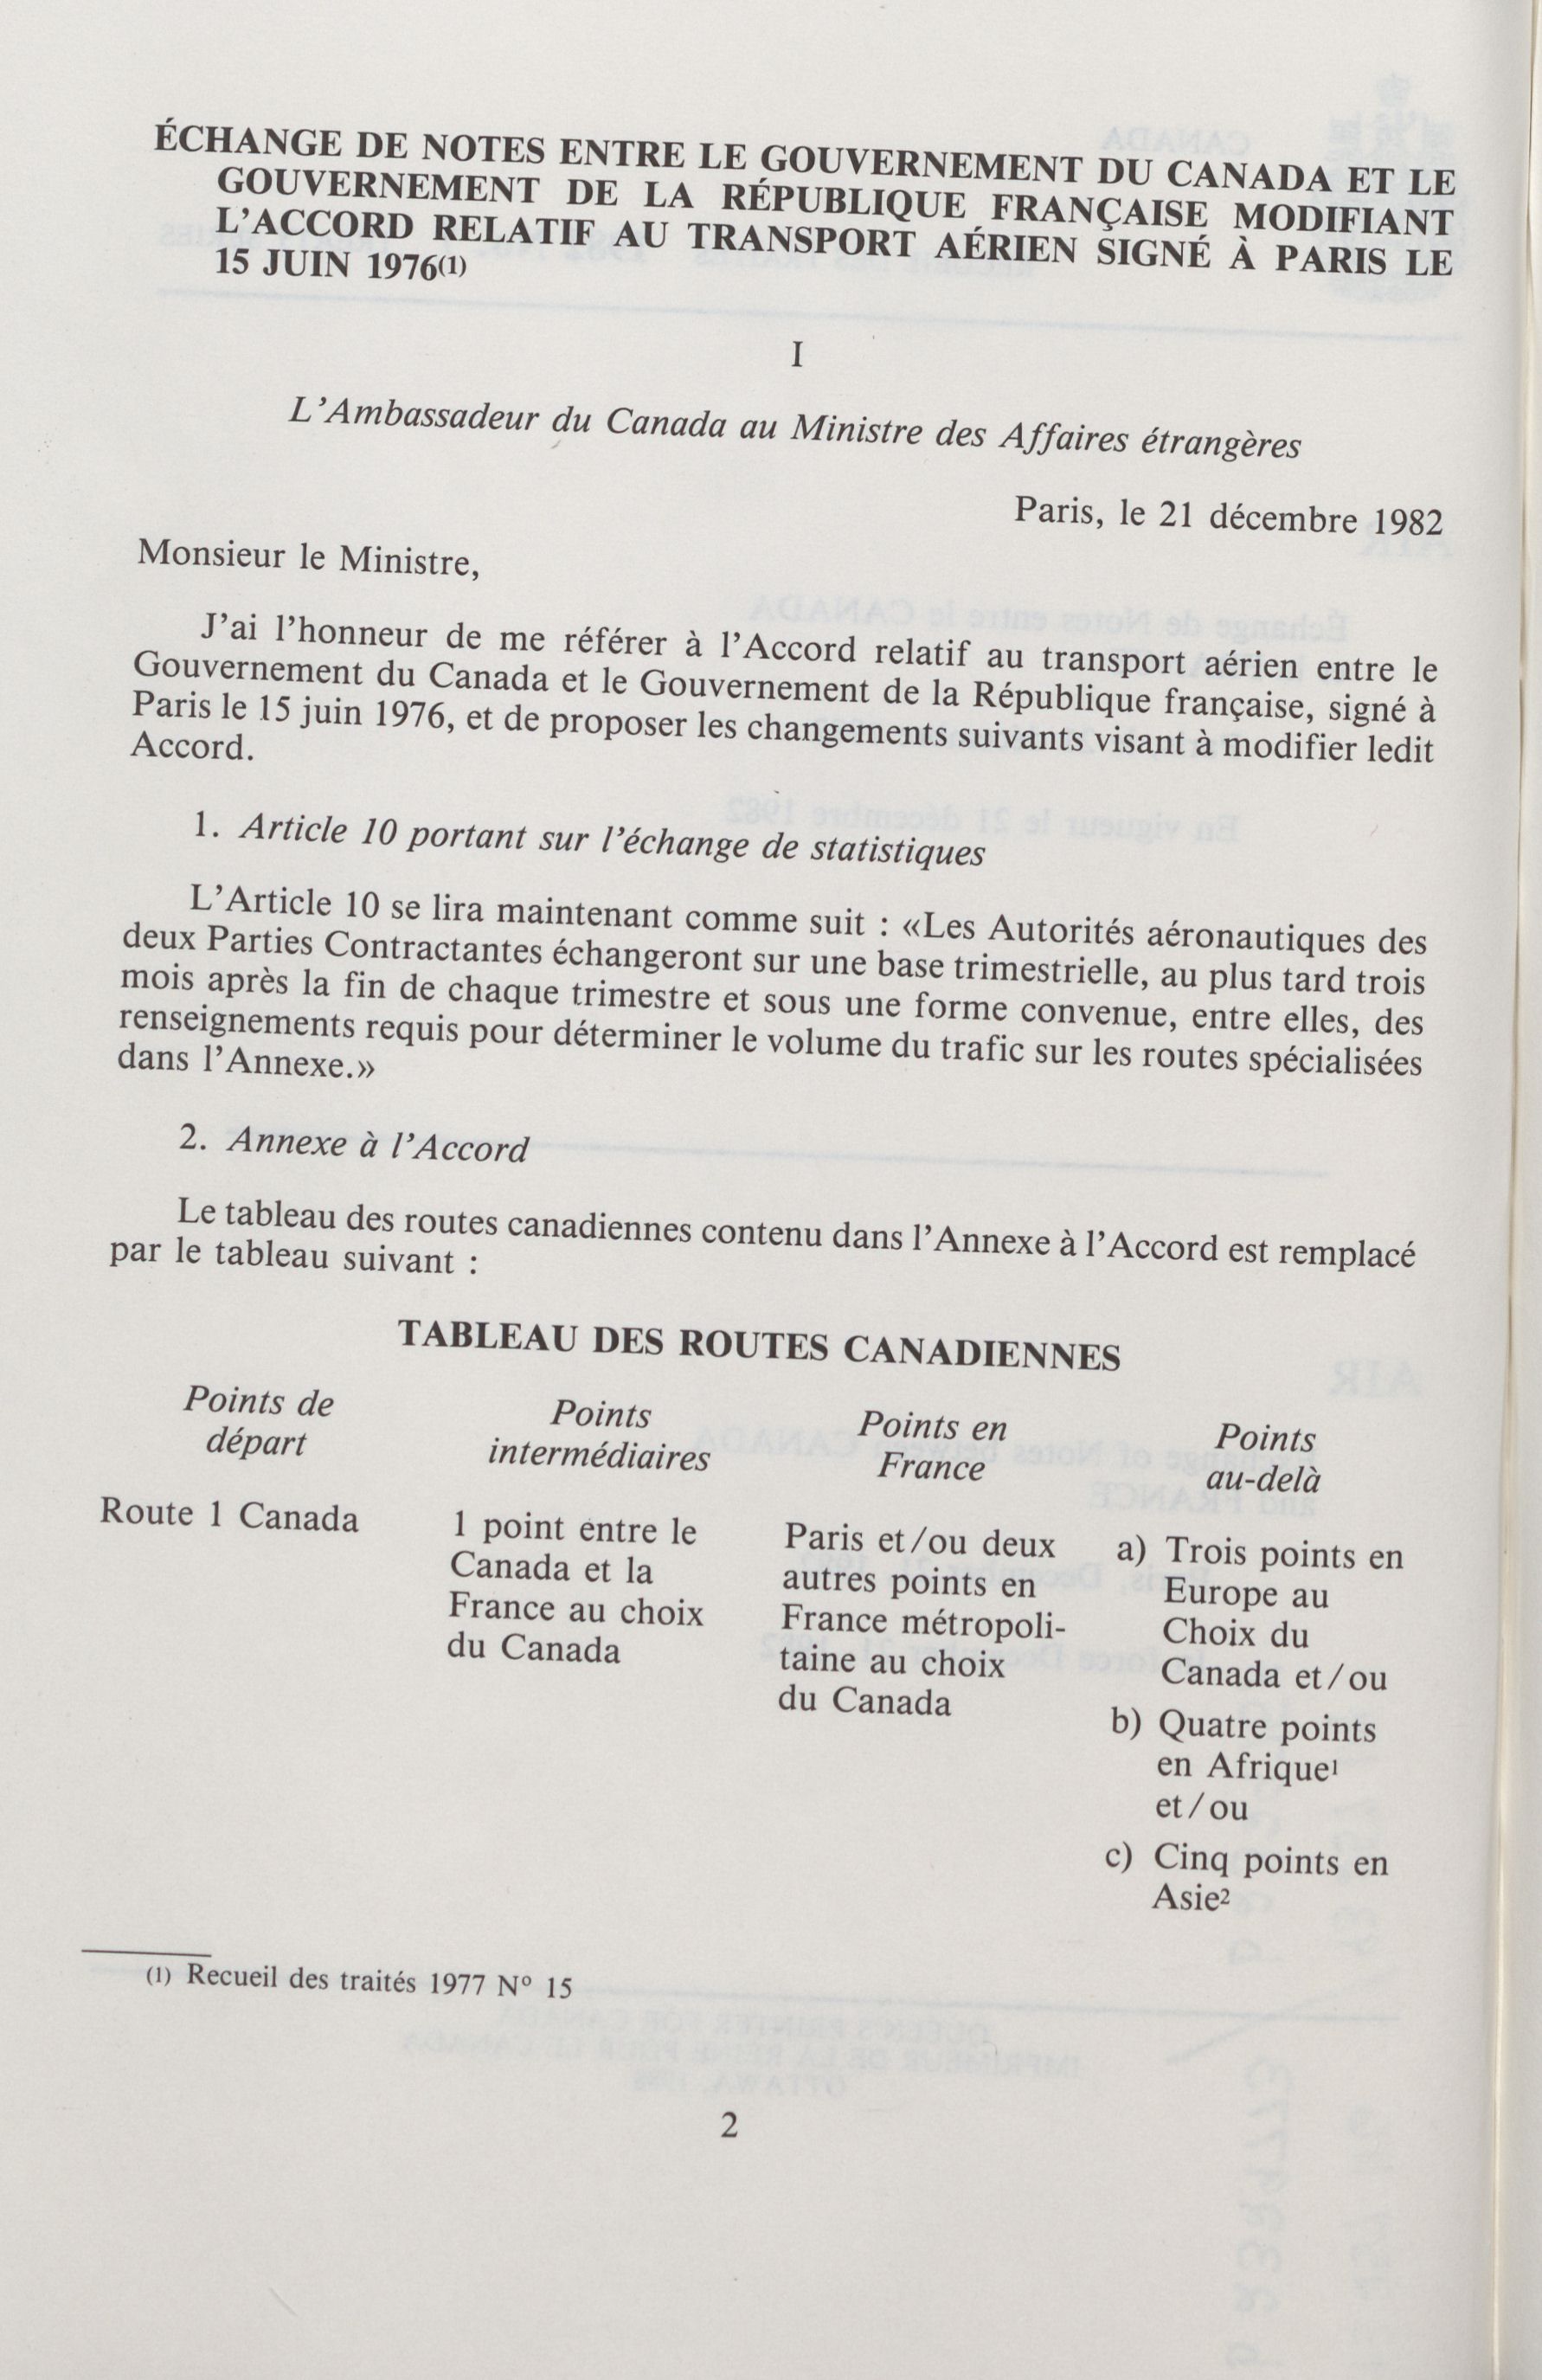 ÉCHANGE DE NOTES ENTRE LE GOUVERNEMENT DU CANADA ET LE
GOUVERNEMENT DE LA RÉPUBLIQUE FRANÇAISE MODIFIANT
L'ACCORD RELATIF AU TRANSPORT AÉRIEN SIGNÉ À PARIS LE
15 JUIN 1976(1)
I
L'Ambassadeur du Canada au Ministre des Affaires étrangères
Paris, le 21 décembre 1982
Monsieur le Ministre,
J'ai l'honneur de me référer à l'Accord relatif au transport aérien entre le
Gouvernement du Canada et le Gouvernement de la République française, signé à
Paris le 15 juin 1976, et de proposer les changements suivants visant à modifier ledit
Accord.
1. Article 10 portant sur l'échange de statistiques
L'Article 10 se lira maintenant comme suit : «Les Autorités aéronautiques des
deux Parties Contractantes échangeront sur une base trimestrielle, au plus tard trois
mois après la fin de chaque trimestre et sous une forme convenue, entre elles, des
renseignements requis pour déterminer le volume du trafic sur les routes spécialisées
dans l'Annexe.»
2. Annexe à l'Accord
Le tableau des routes canadiennes contenu dans l'Annexe à l'Accord est remplacé
par le tableau suivant :
TABLEAU DES ROUTES CANADIENNES
Points de
départ
Points
intermédiaires
Points en
France
Points
au-delà
Route 1 Canada
1 point entre le
Canada et la
France au choix
du Canada
Paris et/ou deux
autres points en
France métropoli-
taine au choix
du Canada
a) Trois points en
Europe au
Choix du
Canada et/ou
b) Quatre points
en Afrique1
et/ou
c) Cinq points en
Asie2
(1) Recueil des traités 1977 Nº 15
2